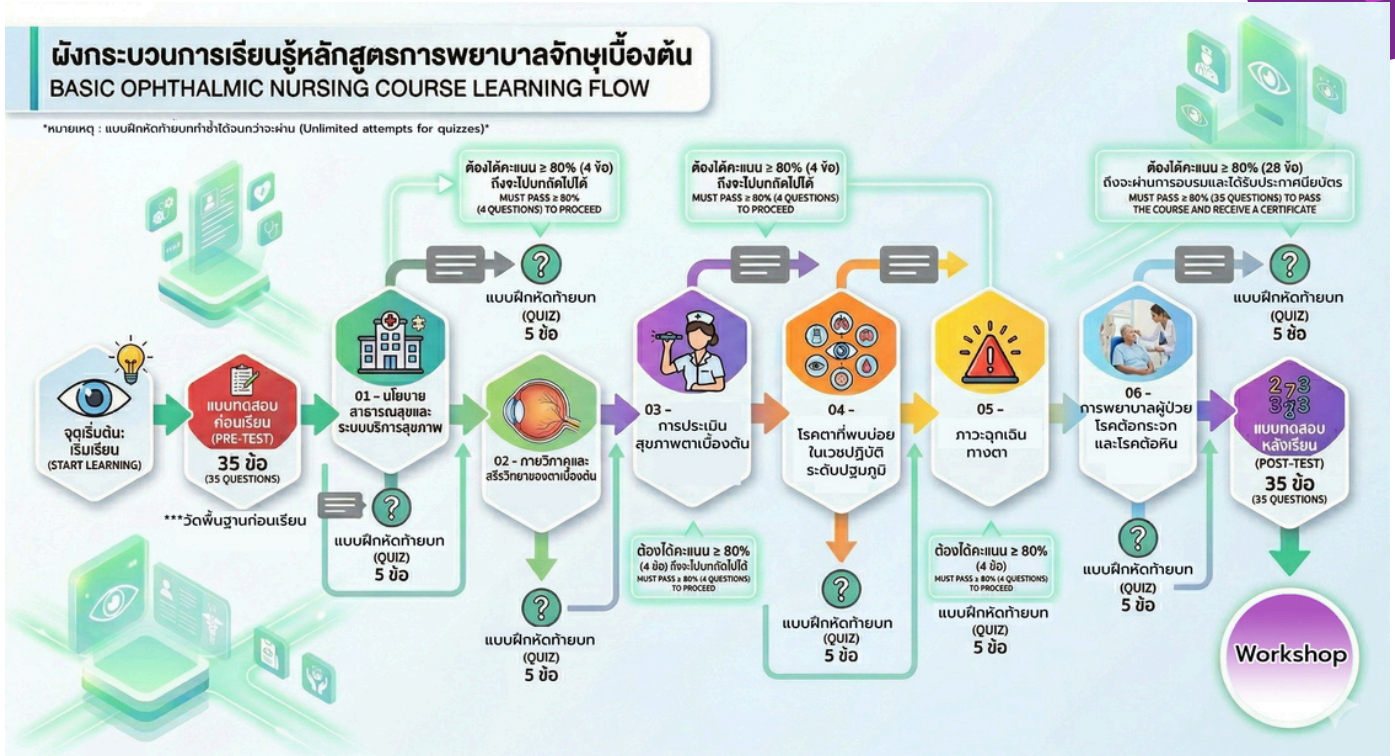 ผังกระบวนการเรียนรู้หลักสูตรการพยาบาลจักษุเบื้องต้น
BASIC OPHTHALMIC NURSING COURSE LEARNING FLOW
*หมายเหตุ : แบบฝึกหัดท้ายบททำซ้ำได้จนกว่าจะผ่าน (Unlimited attempts for quizzes)*
ต้องได้คะแนน ≥ 80% (4 ข้อ)
ถึงจะไปบทถัดไปได้
MUST PASS ≥ 80%
(4 QUESTIONS) TO PROCEED
ต้องได้คะแนน ≥ 80% (4 ข้อ)
ถึงจะไปบทถัดไปได้
MUST PASS ≥ 80% (4 QUESTIONS)
TO PROCEED
ต้องได้คะแนน ≥ 80% (28 ข้อ)
ถึงจะผ่านการอบรมและได้รับประกาศนียบัตร
MUST PASS ≥ 80% (35 QUESTIONS) TO PASS
THE COURSE AND RECEIVE A CERTIFICATE
?
แบบฝึกหัดท้ายบท
(QUIZ)
5 ข้อ
?
แบบฝึกหัดท้ายบท
(QUIZ)
5 ช้อ
จุดเริ่มต้น:
เริ่มเรียน
(START LEARNING)
แบบทดสอบ
ก่อนเรียน
(PRE-TEST)
35 ข้อ
(35 QUESTIONS)
***วัดพื้นฐานก่อนเรียน
01 - นโยบาย
สาธารณสุขและ
ระบบบริการสุขภาพ
?
แบบฝึกหัดท้ายบท
(QUIZ)
5 ข้อ
02 - กายวิภาคและ
สรีรวิทยาของตาเบื้องต้น
?
แบบฝึกหัดท้ายบท
(QUIZ)
5 ข้อ
03 -
การประเมิน
สุขภาพตาเบื้องต้น
ต้องได้คะแนน ≥ 80%
(4 ข้อ) ถึงจะไปบทถัดไปได้
MUST PASS ≥ 80% (4 QUESTIONS)
TO PROCEED
04 -
โรคตาที่พบบ่อย
ในเวชปฏิบัติ
ระดับปฐมภูมิ
?
แบบฝึกหัดท้ายบท
(QUIZ)
5 ข้อ
05 -
ภาวะฉุกเฉิน
ทางตา
ต้องได้คะแนน ≥ 80%
(4 ข้อ)
MUST PASS ≥ 80% (4 QUESTIONS)
TO PROCEED
แบบฝึกหัดท้ายบท
(QUIZ)
5 ข้อ
06 -
การพยาบาลผู้ป่วย
โรคต้อกระจก
และโรคต้อหิน
?
แบบฝึกหัดท้ายบท
(QUIZ)
5 ข้อ
แบบทดสอบ
หลังเรียน
(POST-TEST)
35 ข้อ
(35 QUESTIONS)
Workshop